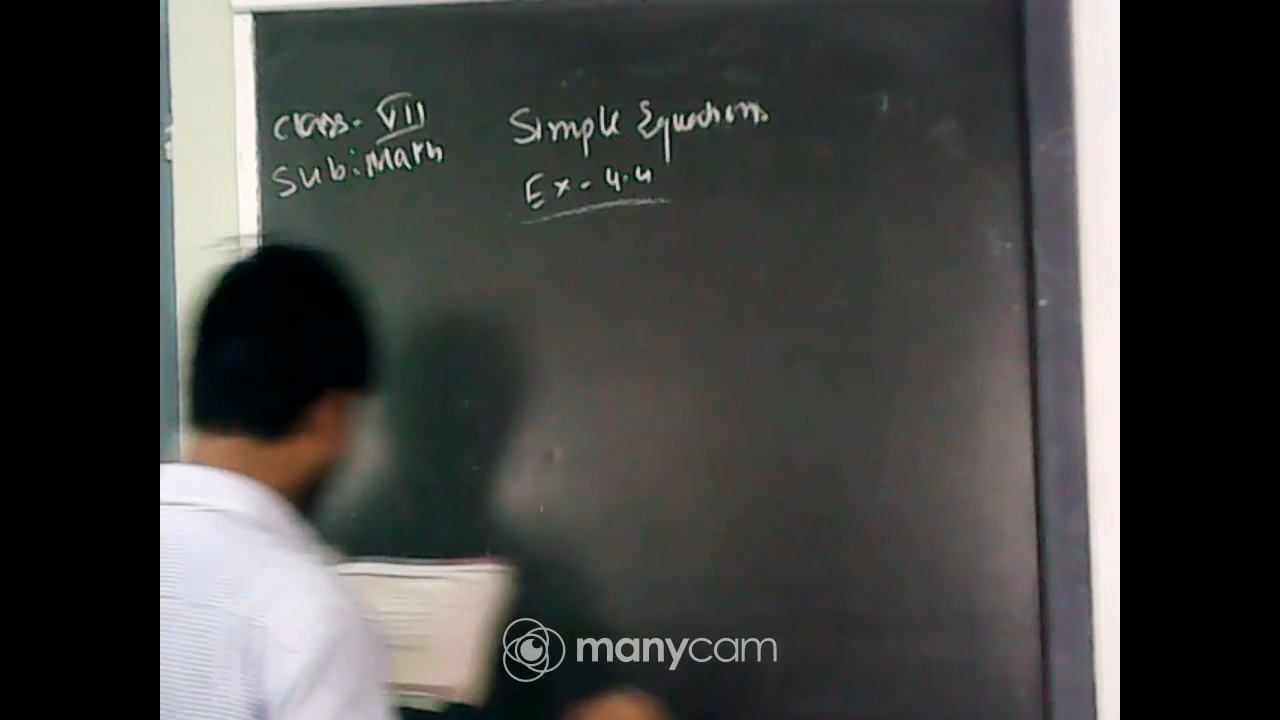 Class- VII
Sub: Math
Simple Equations
Ex- 4.4
manycam